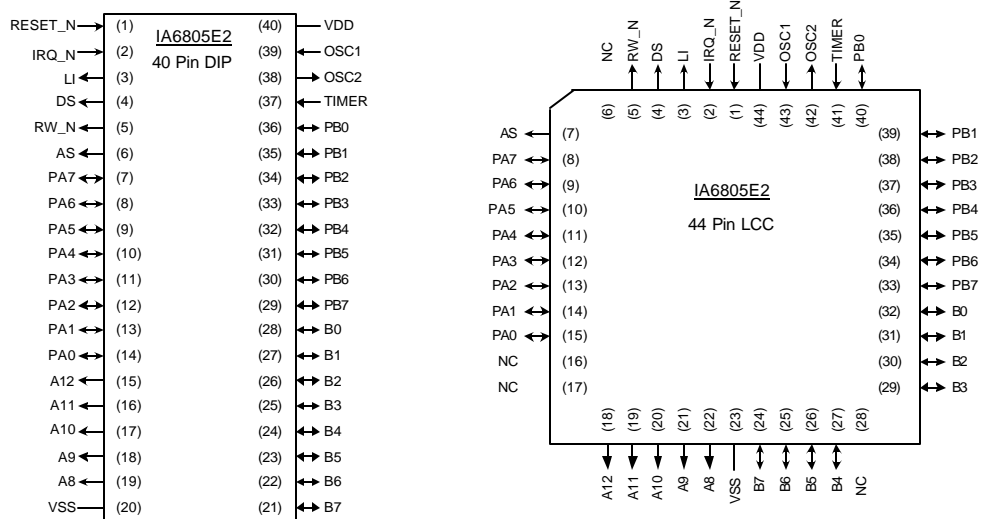 RESET_N (1) (40) VDD
IA6805E2
IRQ_N (2) (39) OSC1
40 Pin DIP
LI (3) (38) OSC2
DS (4) (37) TIMER
RW_N (5) (36) PB0
AS (6) (35) PB1
PA7 (7) (34) PB2
PA6 (8) (33) PB3
PA5 (9) (32) PB4
PA4 (10) (31) PB5
PA3 (11) (30) PB6
PA2 (12) (29) PB7
PA1 (13) (28) B0
PA0 (14) (27) B1
A12 (15) (26) B2
A11 (16) (25) B3
A10 (17) (24) B4
A9 (18) (23) B5
A8 (19) (22) B6
VSS (20) (21) B7
NC RW_N DS LI IRQ_N RESET_N VDD OSC1 OSC2 TIMER PB0
(6) (5) (4) (3) (2) (1) (44) (43) (42) (41) (40)
AS (7) (39) PB1
PA7 (8) (38) PB2
PA6 (9) (37) PB3
IA6805E2
PA5 (10) (36) PB4
44 Pin LCC
PA4 (11) (35) PB5
PA3 (12) (34) PB6
PA2 (13) (33) PB7
PA1 (14) (32) B0
PA0 (15) (31) B1
NC (16) (30) B2
NC (17) (29) B3
(18) (19) (20) (21) (22) (23) (24) (25) (26) (27) (28)
A12 A11 A10 A9 A8 VSS B7 B6 B5 B4 NC